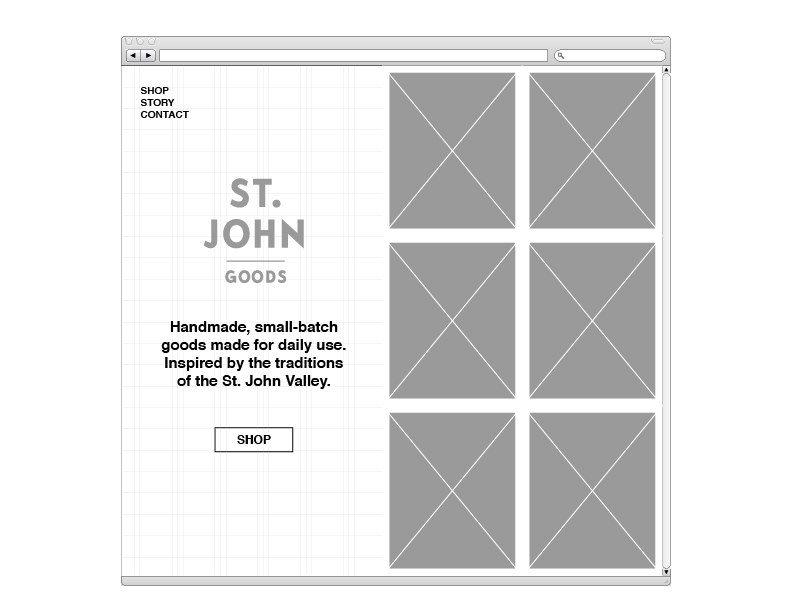 SHOP
STORY
CONTACT
ST.
JOHN
GOODS
Handmade, small-batch
goods made for daily use.
Inspired by the traditions
of the St. John Valley.
SHOP